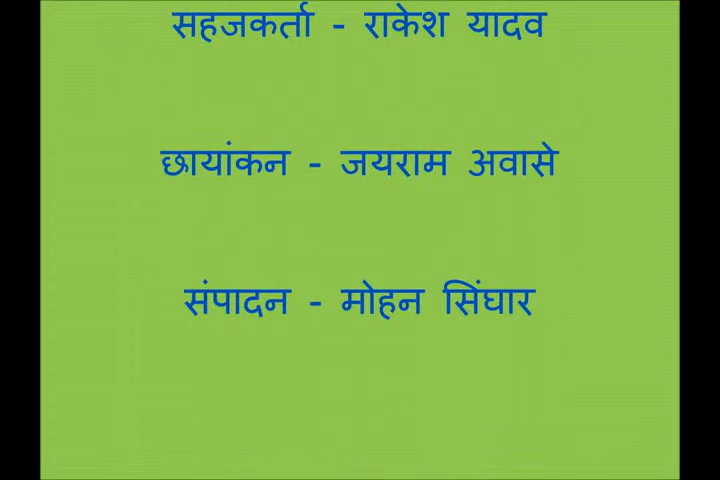 सहजकर्ता - राकेश यादव
छायांकन - जयराम अवासे
संपादन - मोहन सिंघार